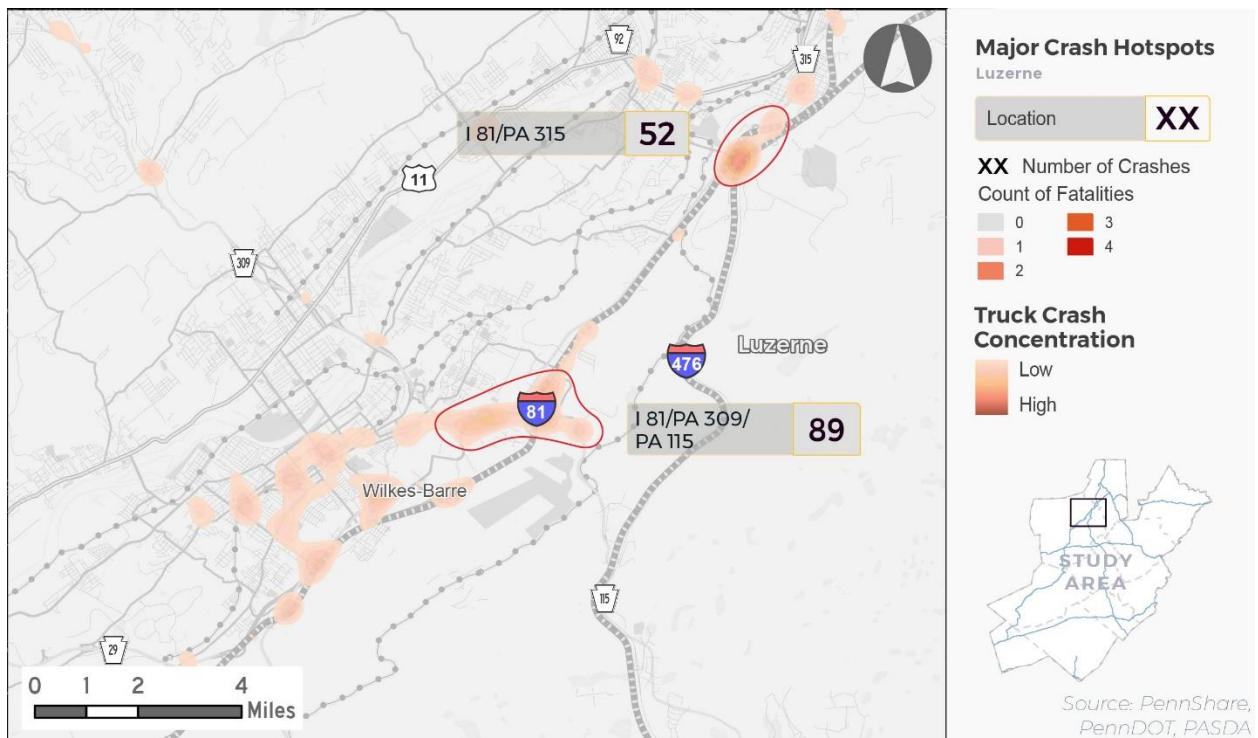 92
315
I 81/PA 315
52
11
309
Luzerne
476
81
I 81/PA 309/
PA 115
89
Wilkes-Barre
115
29
0 1 2 4
Miles
Major Crash Hotspots
Luzerne
Location
XX
XX Number of Crashes
Count of Fatalities
0
3
1
4
2
Truck Crash
Concentration
Low
High
STUDY
AREA
Source: PennShare,
PennDOT, PASDA